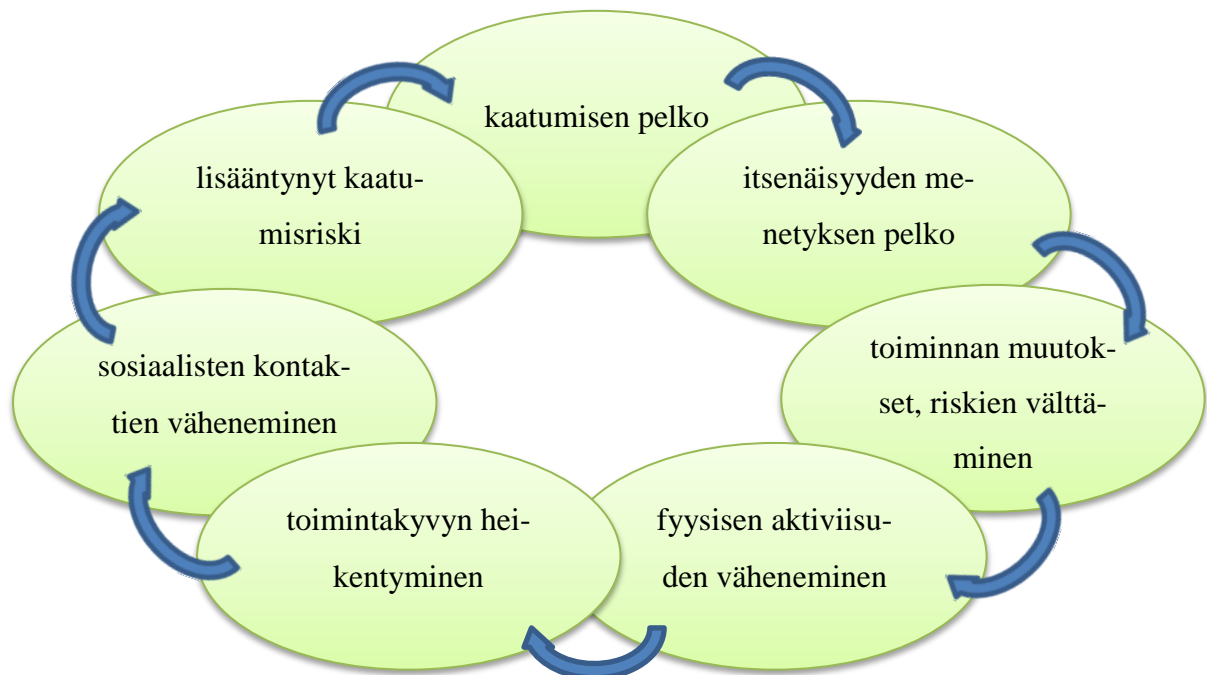 kaatumisen pelko
itsenäisyyden me-
netyksen pelko
toiminnan muutok-
set, riskien välttä-
minen
fyysisen aktiviisu-
den väheneminen
toimintakyvyn hei-
kentyminen
sosiaalisten kontak-
tien väheneminen
lisääntynyt kaatu-
misriski